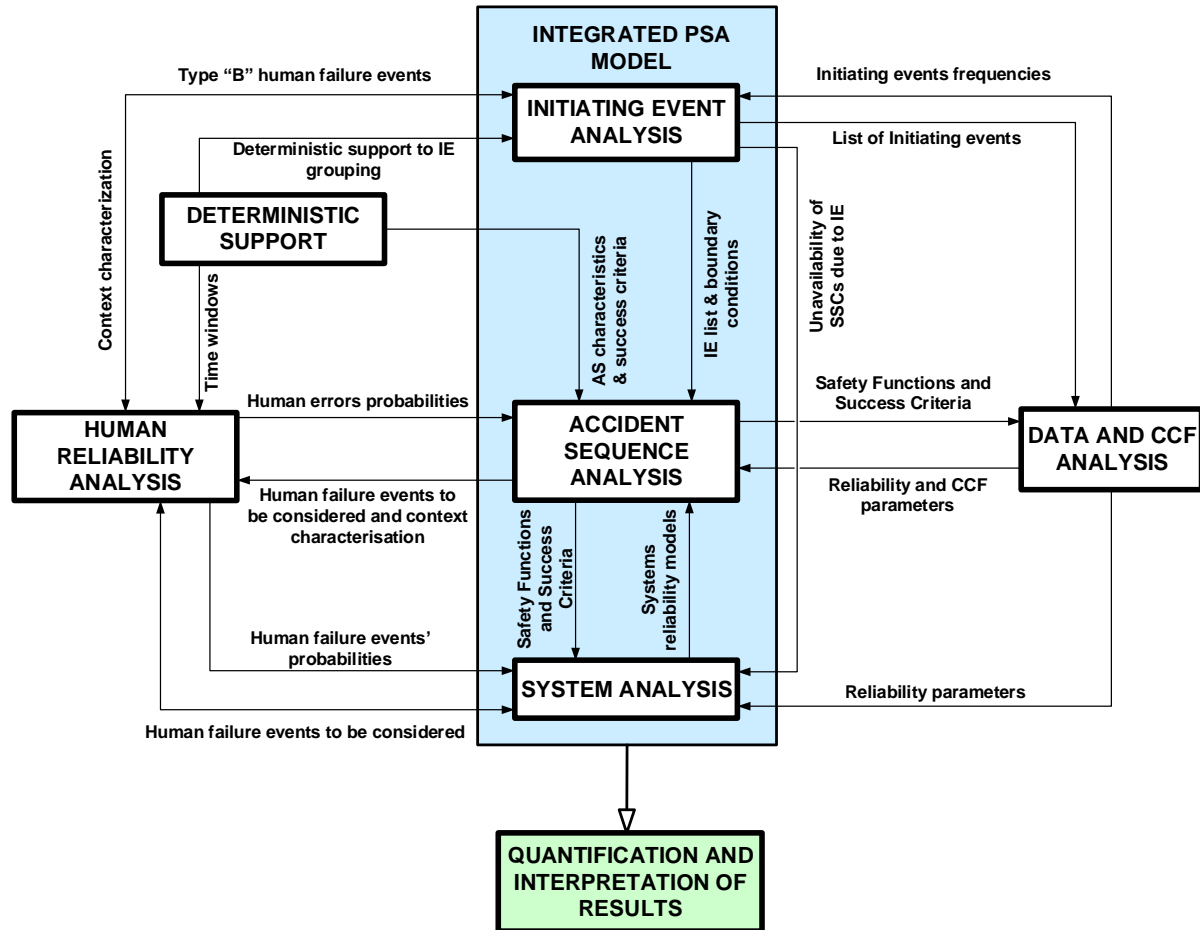 INTEGRATED PSA
MODEL
Type “B” human failure events
Initiating events frequencies
INITIATING EVENT
ANALYSIS
List of Initiating events
Deterministic support to IE
grouping
DETERMINISTIC
SUPPORT
Context characterization
Time windows
AS characteristics
& success criteria
IE list & boundary
conditions
Unavailability of
SSCs due to IE
Human errors probabilities
Safety Functions and
Success Criteria
HUMAN
RELIABILITY
ANALYSIS
ACCIDENT
SEQUENCE
ANALYSIS
DATA AND CCF
ANALYSIS
Human failure events to
be considered and context
characterisation
Reliability and CCF
parameters
Safety Functions
and Success
Criteria
Systems
reliability models
Human failure events’
probabilities
SYSTEM ANALYSIS
Reliability parameters
Human failure events to be considered
QUANTIFICATION AND
INTERPRETATION OF
RESULTS